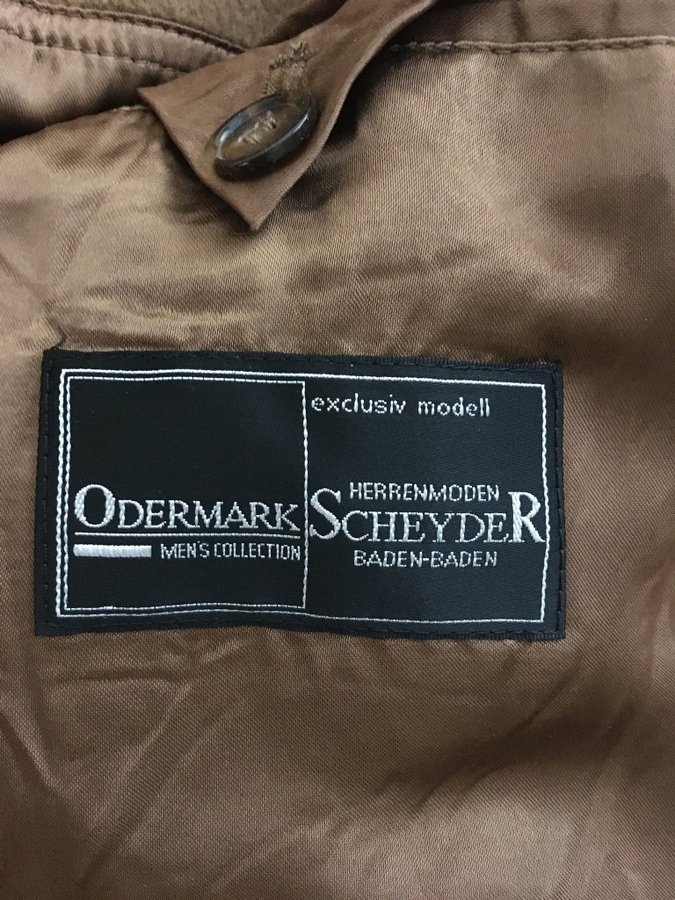 ODERMARK
MEN'S COLLECTION
exclusiv modell
HERRENMODEN
SCHEYDER
BADEN-BADEN